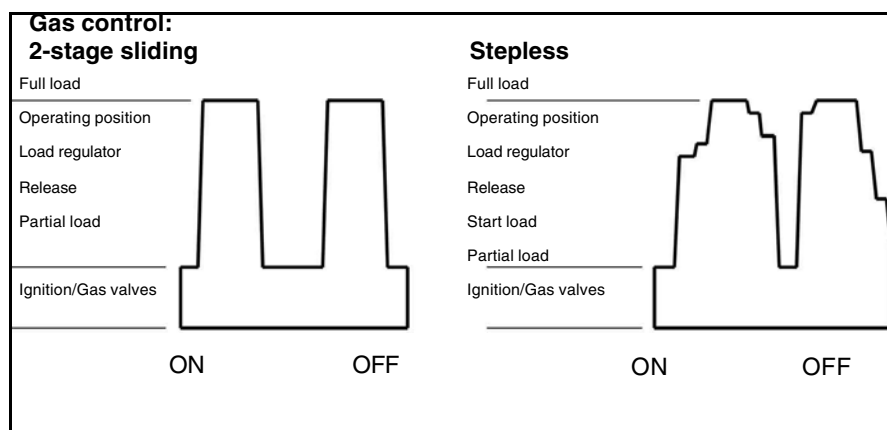 Gas control:
2-stage sliding
Full load
Operating position
Load regulator
Release
Partial load
Ignition/Gas valves
ON OFF
Stepless
Full load
Operating position
Load regulator
Release
Start load
Partial load
Ignition/Gas valves
ON OFF